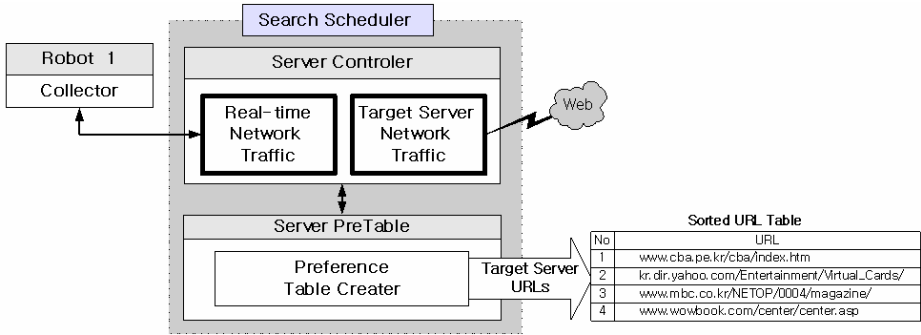 Search Scheduler
Robot 1
Collector
Server Controler
Real-time
Network
Traffic
Target Server
Network
Traffic
Web
Server PreTable
Preference
Table Creater
Target Server
URLs
Sorted URL Table
No URL
1 www.cba.pe.kr/cba/index.htm
2 kr.dir.yahoo.com/Entertainment/Virtual_Cards/
3 www.mbc.co.kr/NETOP/0004/magazine/
4 www.wowbook.com/center/center.asp